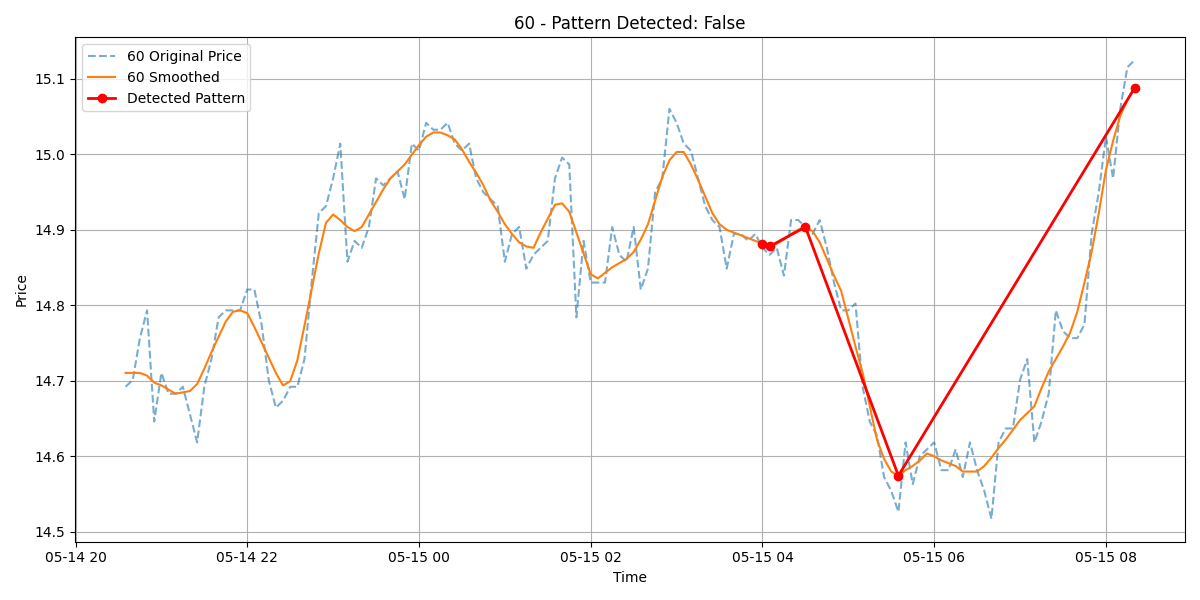 60 - Pattern Detected: False
60 Original Price
60 Smoothed
Detected Pattern
Price
15.1
15.0
14.9
14.8
14.7
14.6
14.5
05-14 20
05-14 22
05-15 00
05-15 02
05-15 04
05-15 06
05-15 08
Time